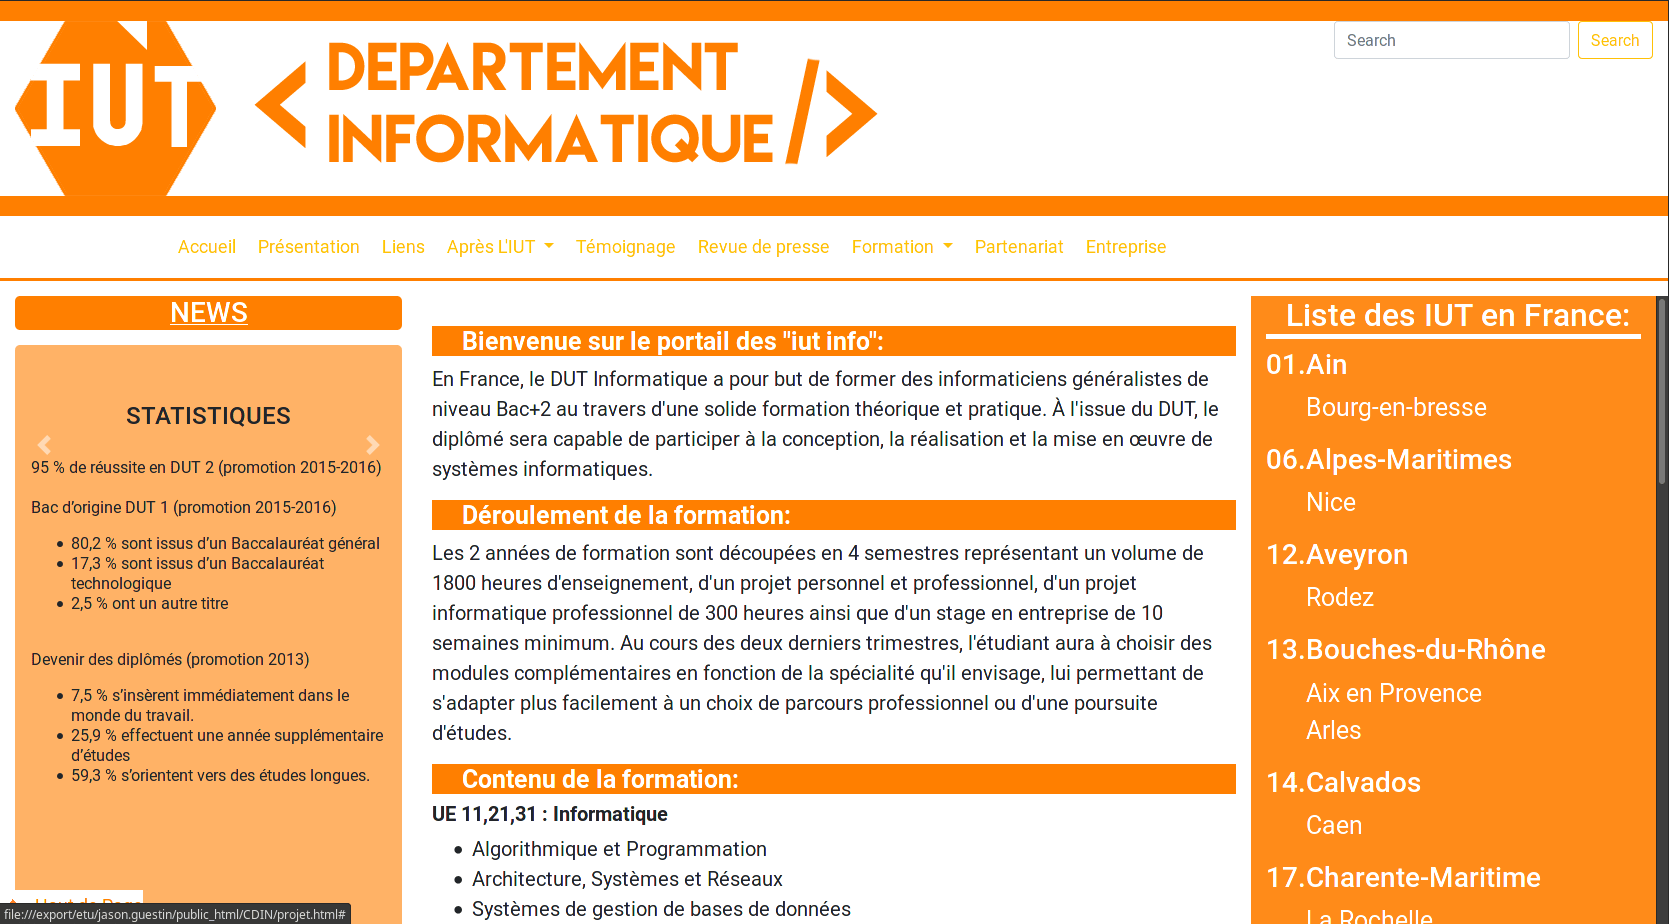 IUT
< DEPARTEMENT
INFORMATIQUE />
Search
Search
Accueil
Présentation
Liens
Après L'IUT
Témoignage
Revue de presse
Formation
Partenariat
Entreprise
NEWS
STATISTIQUES
95 % de réussite en DUT 2 (promotion 2015-2016)
Bac d’origine DUT 1 (promotion 2015-2016)
80,2 % sont issus d’un Baccalauréat général
17,3 % sont issus d’un Baccalauréat
technologique
2,5 % ont un autre titre
Devenir des diplômés (promotion 2013)
7,5 % s’insèrent immédiatement dans le
monde du travail.
25,9 % effectuent une année supplémentaire
d’études
59,3 % s’orientent vers des études longues.
Haut de Page
file:///export/etu/jason.guestin/public_html/CDIN/projet.html#
Bienvenue sur le portail des "iut info":
En France, le DUT Informatique a pour but de former des informaticiens généralistes de
niveau Bac+2 au travers d'une solide formation théorique et pratique. À l'issue du DUT, le
diplômé sera capable de participer à la conception, la réalisation et la mise en œuvre de
systèmes informatiques.
Déroulement de la formation:
Les 2 années de formation sont découpées en 4 semestres représentant un volume de
1800 heures d'enseignement, d'un projet personnel et professionnel, d'un projet
informatique professionnel de 300 heures ainsi que d'un stage en entreprise de 10
semaines minimum. Au cours des deux derniers trimestres, l'étudiant aura à choisir des
modules complémentaires en fonction de la spécialité qu'il envisage, lui permettant de
s'adapter plus facilement à un choix de parcours professionnel ou d'une poursuite
d'études.
Contenu de la formation:
UE 11,21,31 : Informatique
Algorithmique et Programmation
Architecture, Systèmes et Réseaux
Systèmes de gestion de bases de données
Liste des IUT en France:
01.Ain
Bourg-en-bresse
06.Alpes-Maritimes
Nice
12.Aveyron
Rodez
13.Bouches-du-Rhône
Aix en Provence
Arles
14.Calvados
Caen
17.Charente-Maritime
La Rochelle